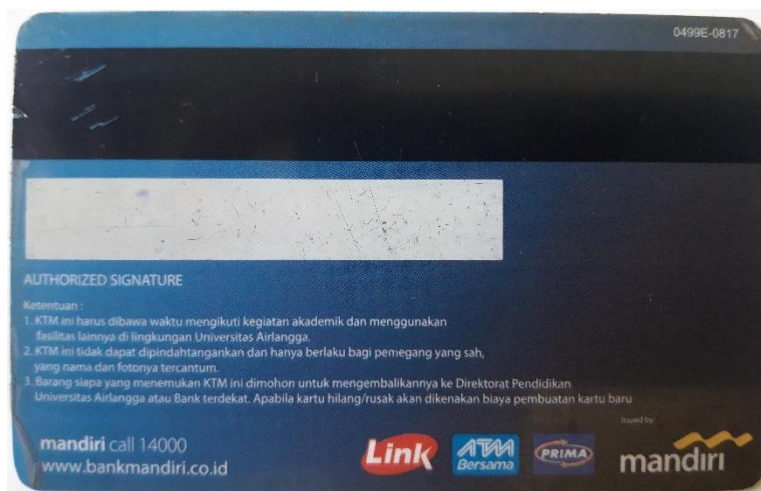 0499E-0817
AUTHORIZED SIGNATURE
Ketentuan :
1. KTM ini harus dibawa waktu mengikuti kegiatan akademik dan menggunakan
fasilitas lainnya di lingkungan Universitas Airlangga.
2. KTM ini tidak dapat dipindahtangankan dan hanya berlaku bagi pemegang yang sah,
yang nama dan fotonya tercantum.
3. Barang siapa yang menemukan KTM ini dimohon untuk mengembalikannya ke Direktorat Pendidikan
Universitas Airlangga atau Bank terdekat. Apabila kartu hilang/rusak akan dikenakan biaya pembuatan kartu baru
Issued by:
mandiri call 14000
www.bankmandiri.co.id
Link
ATM
Bersama
PRIMA
mandiri